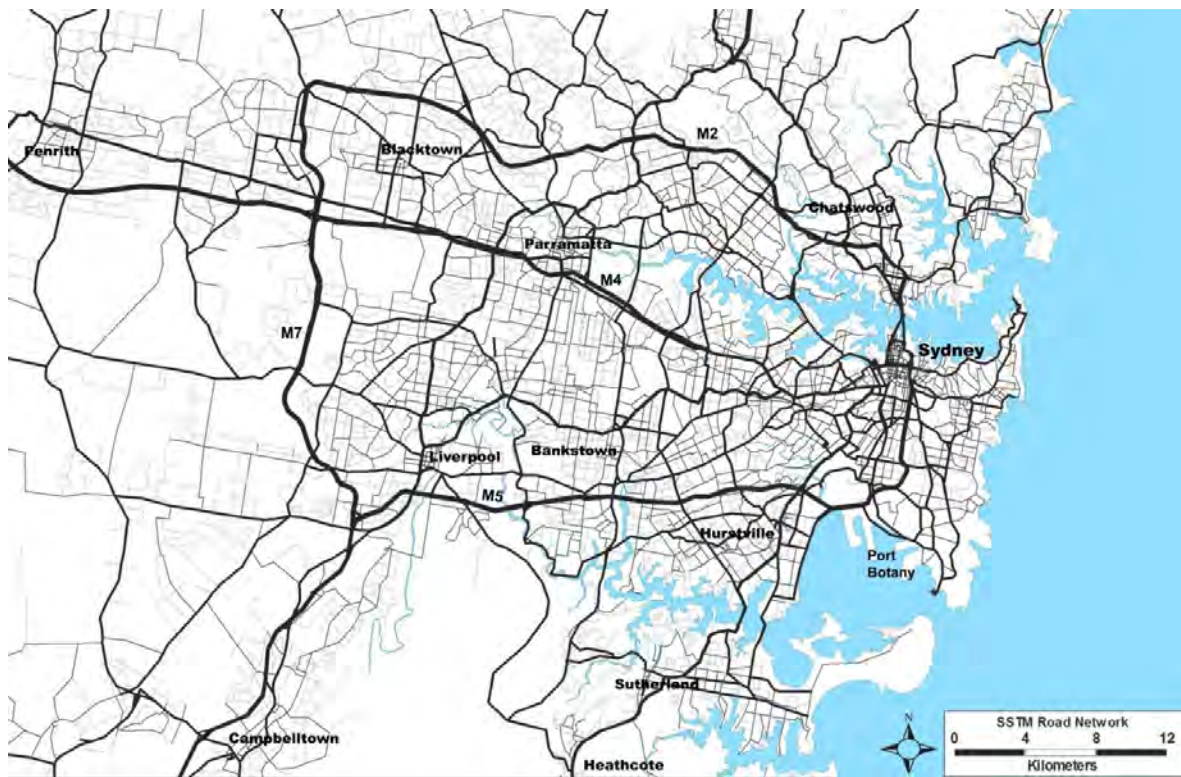 M2
Penrith
Blacktown
Chatswood
Parramatta
M4
M7
Sydney
Liverpool
Bankstown
M5
Hurstville
Port
Botany
Sutherland
Campbelltown
Heathcote
N
SSTM Road Network
0 4 8 12
Kilometers